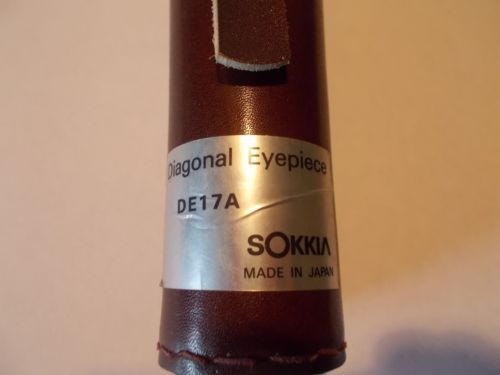 Diagonal Eyepiece
DE17A
SOKKIA
MADE IN JAPAN